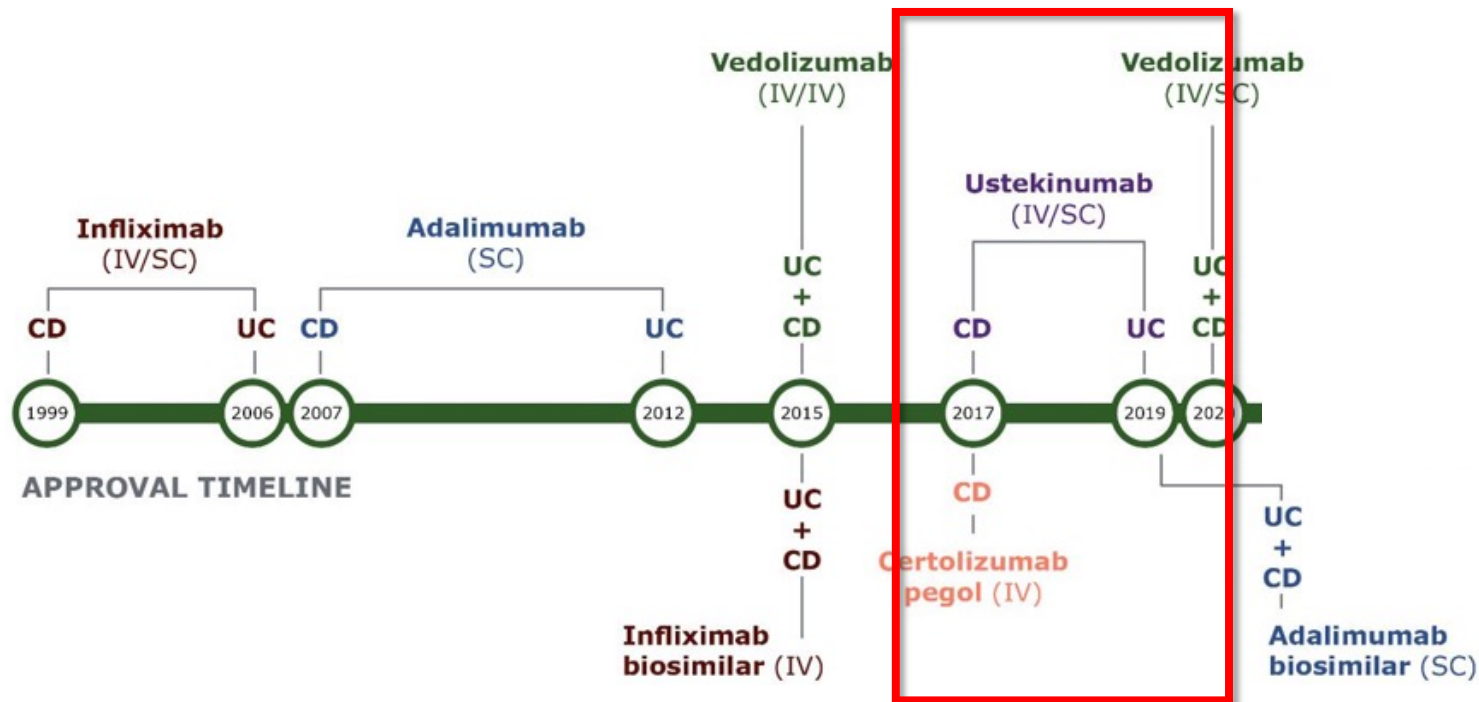 Vedolizumab
(IV/IV)
Vedolizumab
(IV/SC)
Ustekinumab
(IV/SC)
Infliximab
(IV/SC)
Adalimumab
(SC)
UC
+
CD
UC
+
CD
CD
UC
CD
UC
CD
UC
1999
2006
2007
2012
2015
2017
2019
2020
APPROVAL TIMELINE
UC
+
CD
CD
UC
+
CD
Certolizumab
pegol (IV)
Infliximab
biosimilar (IV)
Adalimumab
biosimilar (SC)